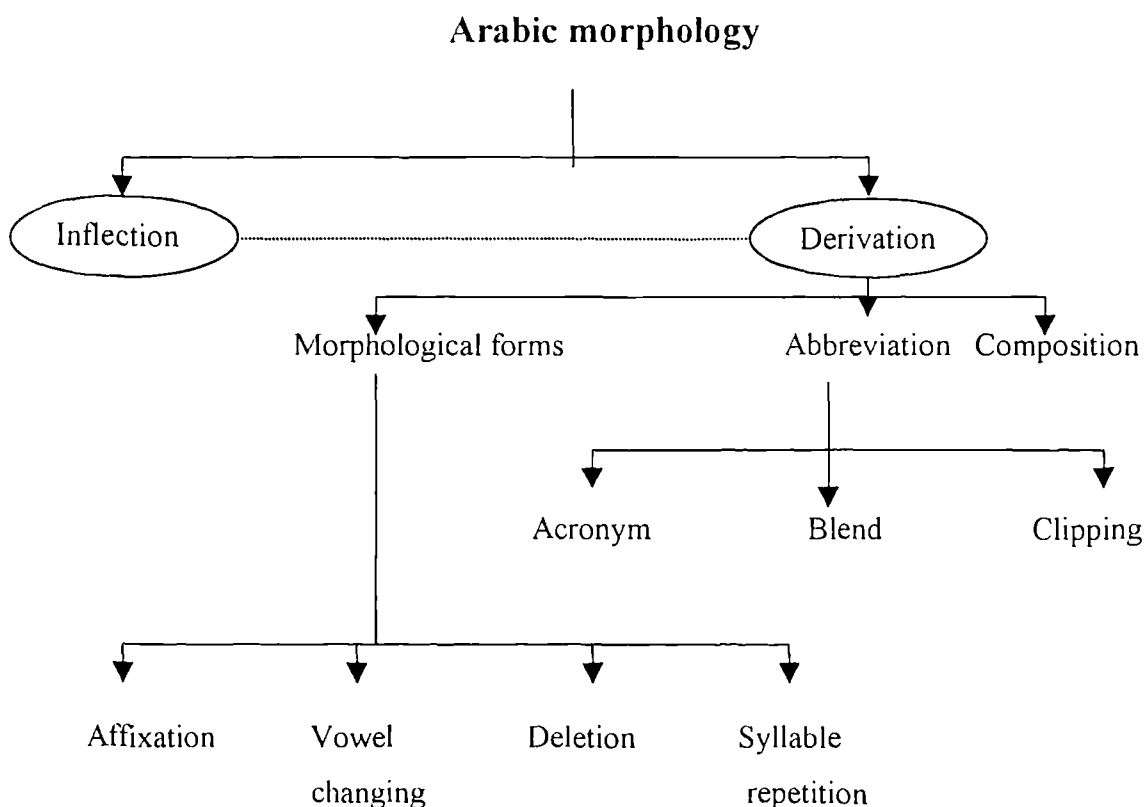 Arabic morphology
Inflection
Derivation
Morphological forms
Abbreviation
Composition
Acronym
Blend
Clipping
Affixation
Vowel
changing
Deletion
Syllable
repetition